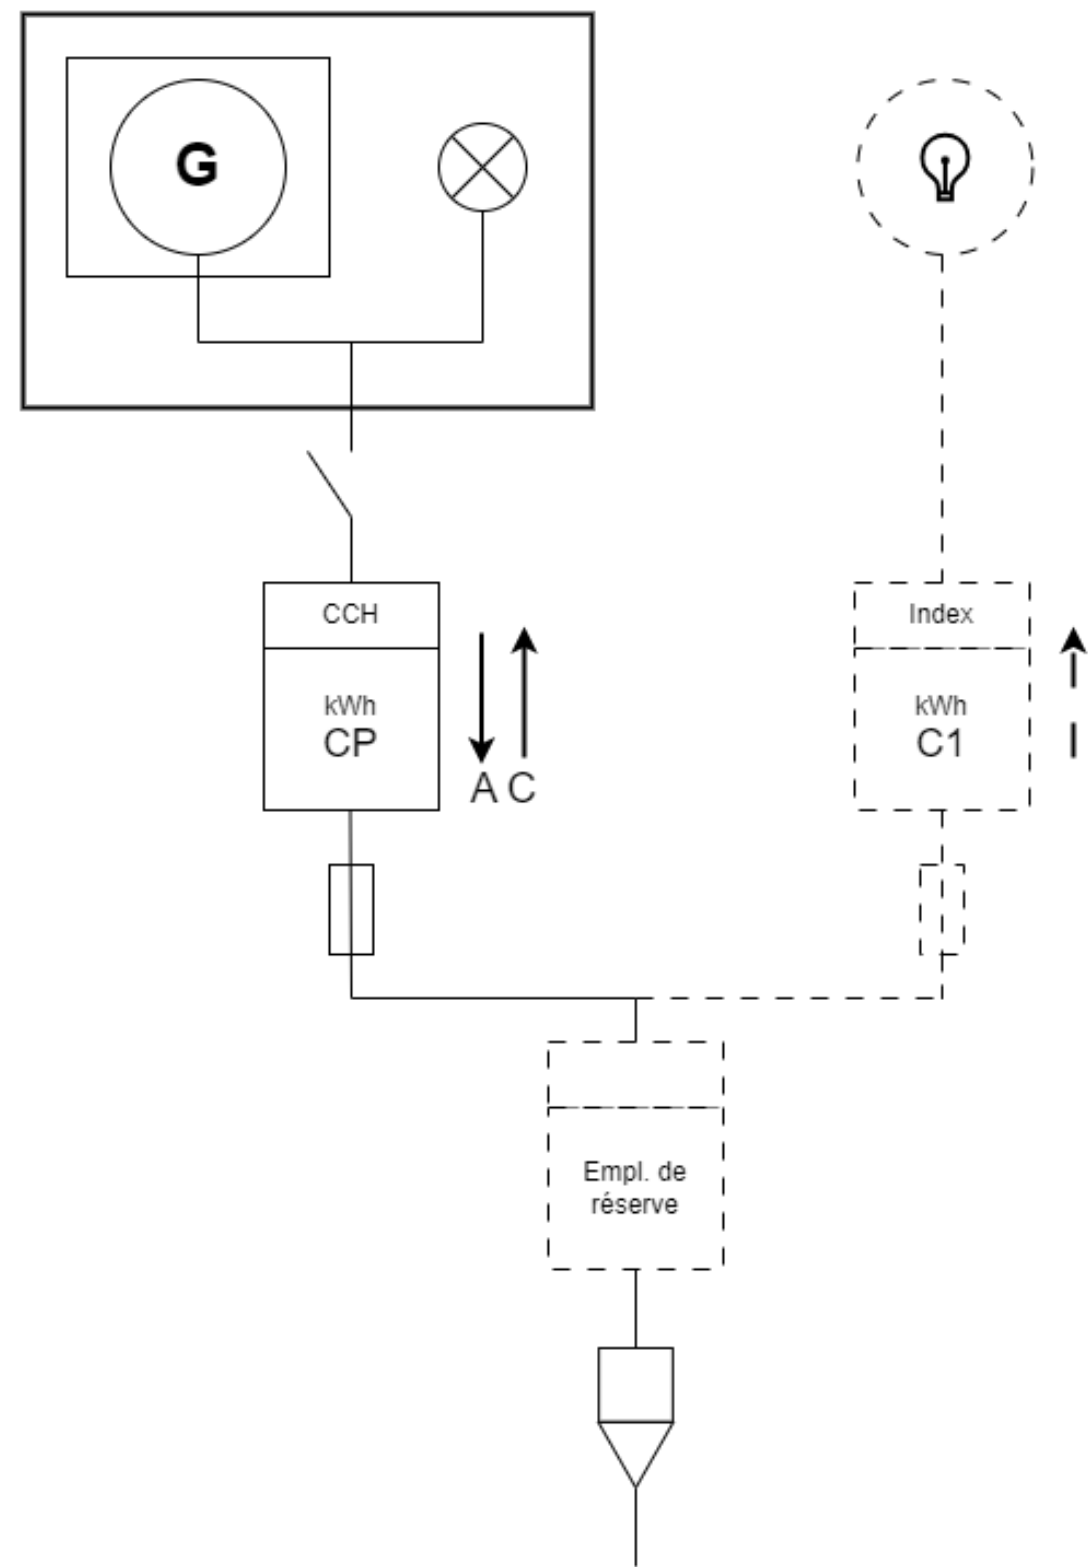 G
CCH
Index
kWh
CP
A C
kWh
C1
Empl. de
réserve